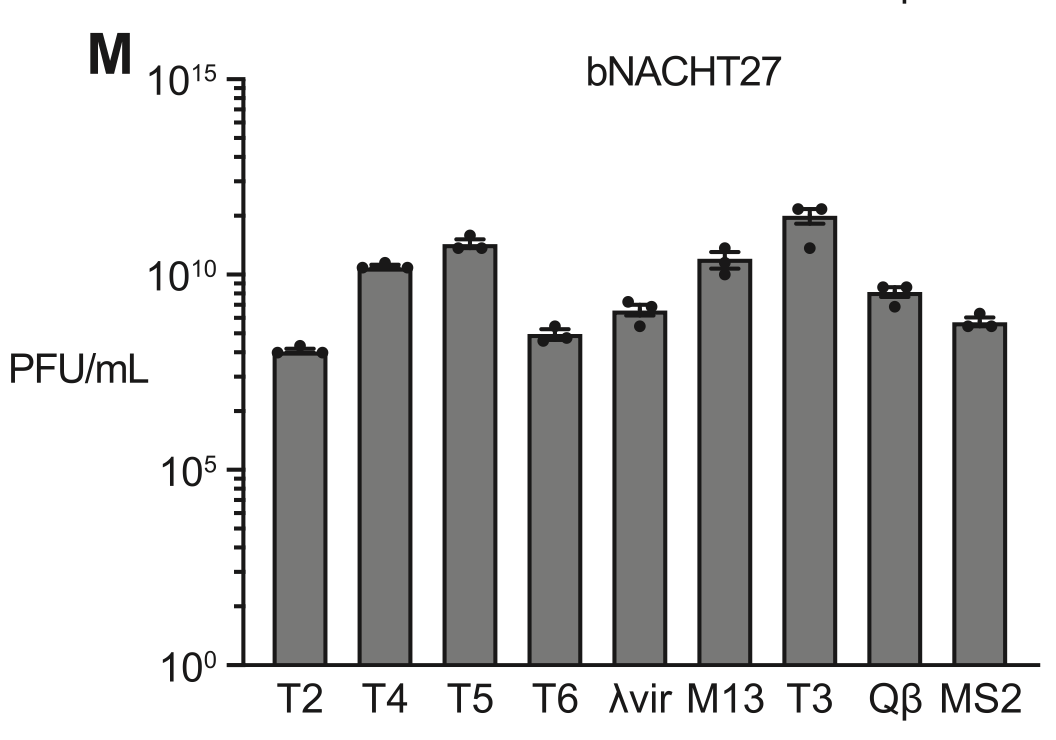 M
bNACHT27
10¹⁵
10¹⁰
PFU/mL
10⁵
10⁰
T2 T4 T5 T6 λvir M13 T3 Qβ MS2